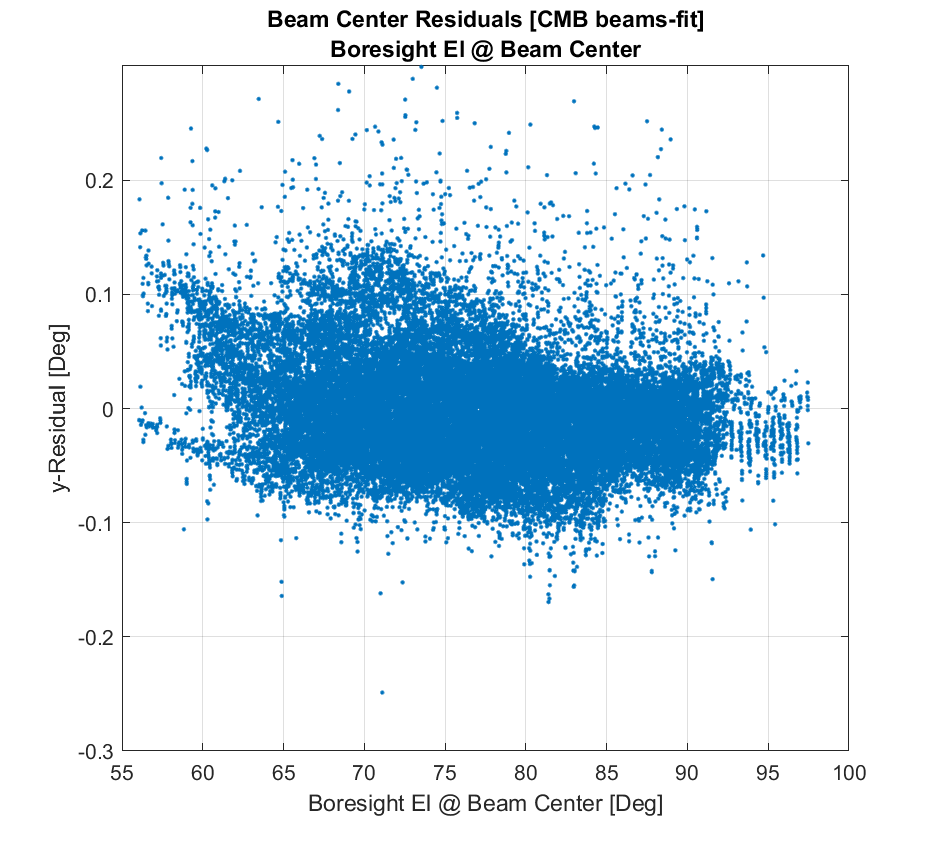 Beam Center Residuals [CMB beams-fit]
Boresight El @ Beam Center
0.2
0.1
0
-0.1
-0.2
-0.3
y-Residual [Deg]
55 60 65 70 75 80 85 90 95 100
Boresight El @ Beam Center [Deg]